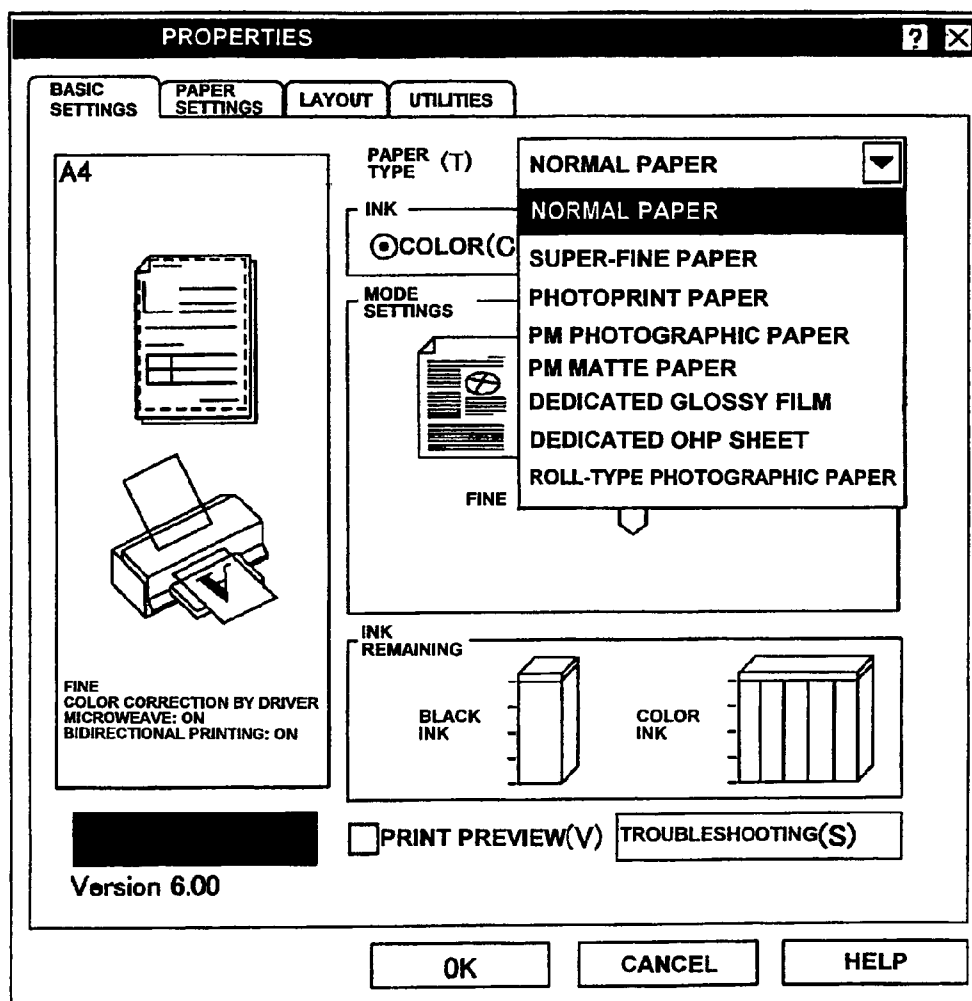 PROPERTIES
BASIC
SETTINGS
PAPER
SETTINGS
LAYOUT
UTILITIES
A4
PAPER
TYPE (T)
NORMAL PAPER
NORMAL PAPER
SUPER-FINE PAPER
PHOTOPRINT PAPER
PM PHOTOGRAPHIC PAPER
PM MATTE PAPER
DEDICATED GLOSSY FILM
DEDICATED OHP SHEET
ROLL-TYPE PHOTOGRAPHIC PAPER
INK
COLOR(C
MODE
SETTINGS
FINE
FINE
COLOR CORRECTION BY DRIVER
MICROWEAVE: ON
BIDIRECTIONAL PRINTING: ON
INK
REMAINING
BLACK
INK
COLOR
INK
PRINT PREVIEW(V)
TROUBLESHOOTING(S)
Version 6.00
OK
CANCEL
HELP